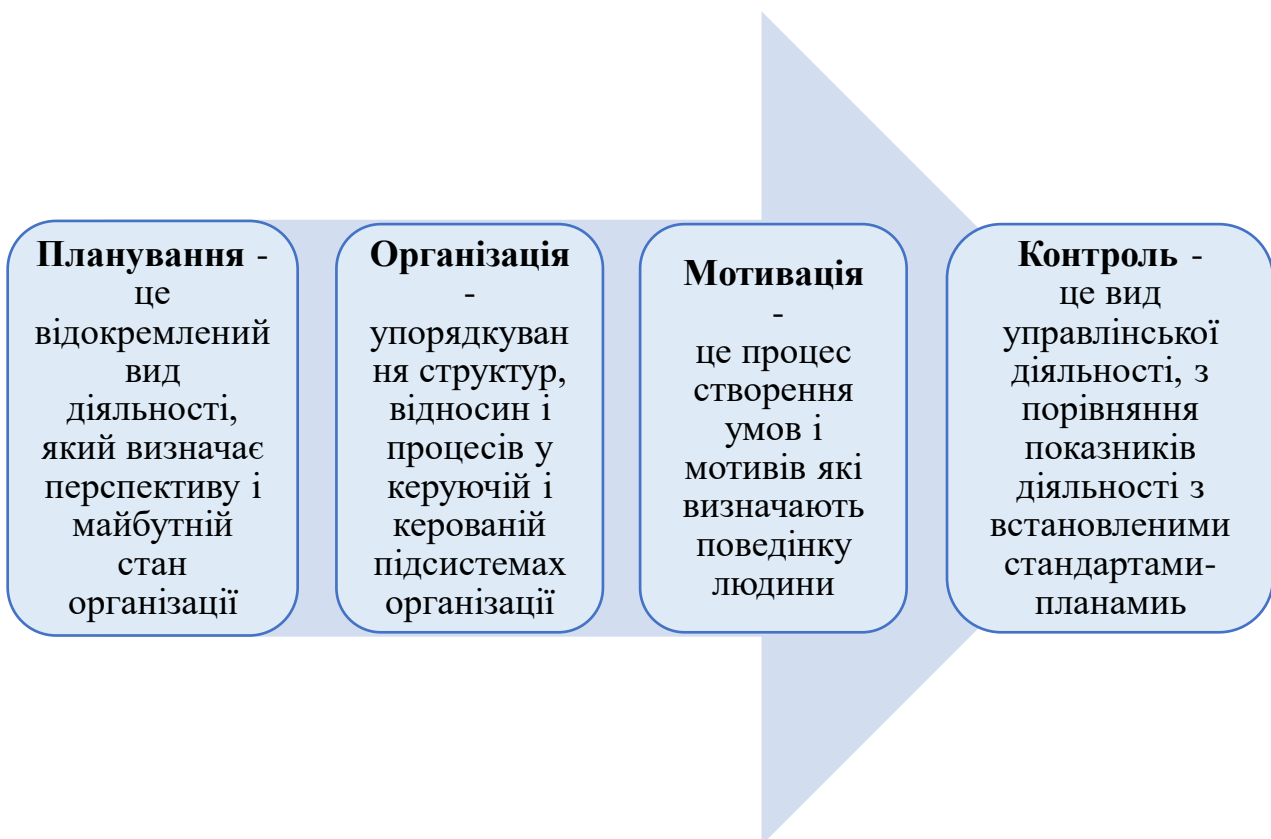 Планування -
це
відокремлений
вид
діяльності,
який визначає
перспективу і
майбутній
стан
організації
Організація
-
упорядкуван
ня структур,
відносин і
процесів у
керуючій і
керованій
підсистемах
організації
Мотивація
-
це процес
створення
умов і
мотивів які
визначають
поведінку
людини
Контроль -
це вид
управлінської
діяльності, з
порівняння
показників
діяльності з
встановленими
стандартами-
планамиь